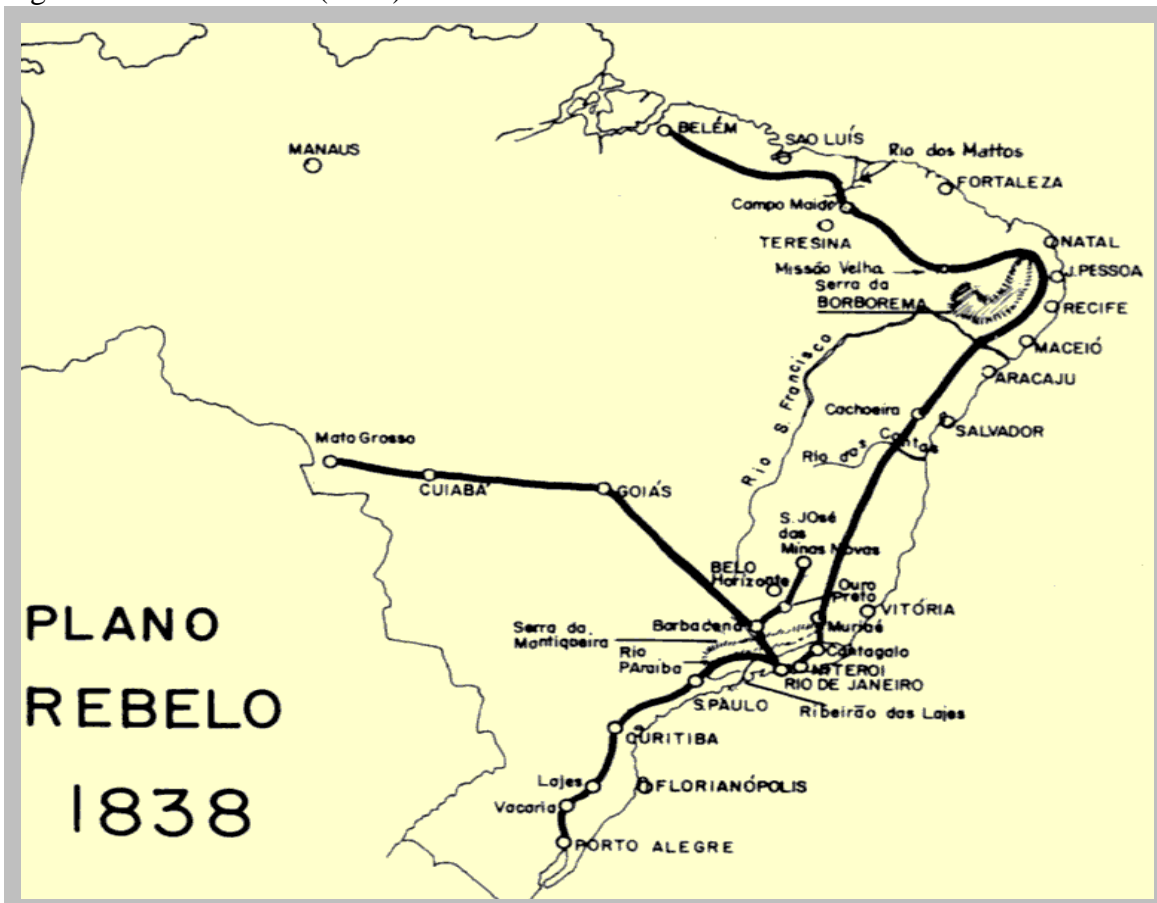 MANAUS
BELÉM
SAO LUÍS
Rio dos Mattos
FORTALEZA
Campo Maior
TERESINA
NATAL
Missão Velha
J.PESSOA
Serra da
BORBOREMA
RECIFE
MACEIÓ
ARACAJU
Rio S. Francisco
Cachoeira
SALVADOR
Rio das Contas
Mato Grosso
CUIABÁ
GOIÁS
S. JOsé
das
Minas Novas
BELO
Horizonte
Ouro
Preto
VITÓRIA
PLANO
REBELO
1838
Serra da
Mantiqueira
Barbacena
Muriaé
Rio
PAraiba
Cantagalo
NITEROI
RIO DE JANEIRO
S.PAULO
Ribeirão das Lajes
CURITIBA
Lajes
FLORIANÓPOLIS
Vacaria
PORTO ALEGRE